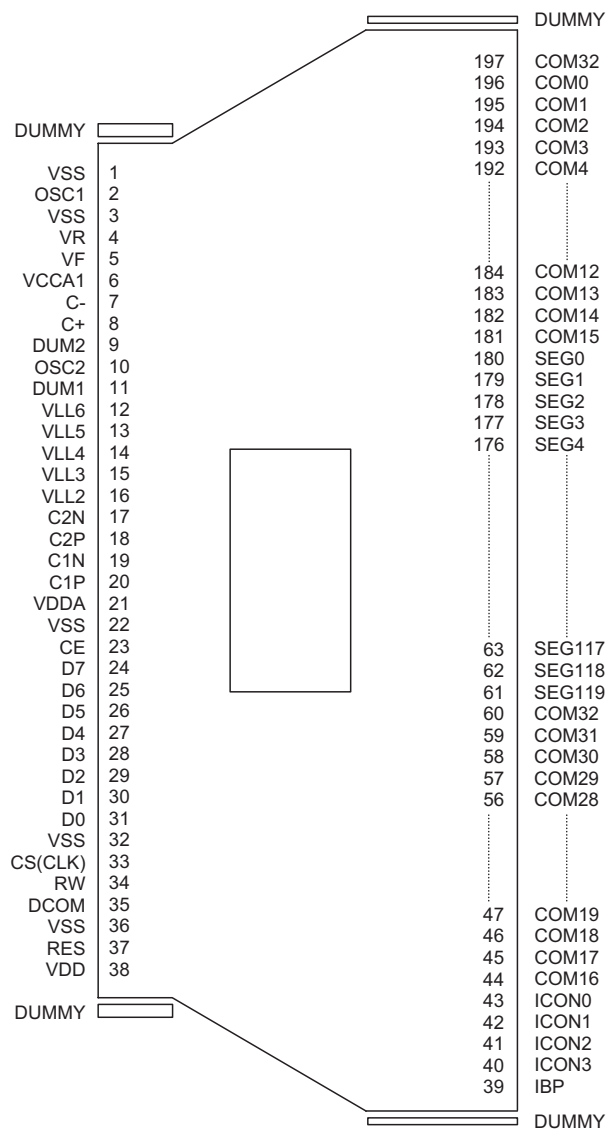 DUMMY
197 COM32
196 COM0
195 COM1
194 COM2
193 COM3
192 COM4
184 COM12
183 COM13
182 COM14
181 COM15
180 SEG0
179 SEG1
178 SEG2
177 SEG3
176 SEG4
63 SEG117
62 SEG118
61 SEG119
60 COM32
59 COM31
58 COM30
57 COM29
56 COM28
47 COM19
46 COM18
45 COM17
44 COM16
43 ICON0
42 ICON1
41 ICON2
40 ICON3
39 IBP
DUMMY
DUMMY
VSS 1
OSC1 2
VSS 3
VR 4
VF 5
VCCA1 6
C- 7
C+ 8
DUM2 9
OSC2 10
DUM1 11
VLL6 12
VLL5 13
VLL4 14
VLL3 15
VLL2 16
C2N 17
C2P 18
C1N 19
C1P 20
VDDA 21
VSS 22
CE 23
D7 24
D6 25
D5 26
D4 27
D3 28
D2 29
D1 30
D0 31
VSS 32
CS(CLK) 33
RW 34
DCOM 35
VSS 36
RES 37
VDD 38
DUMMY